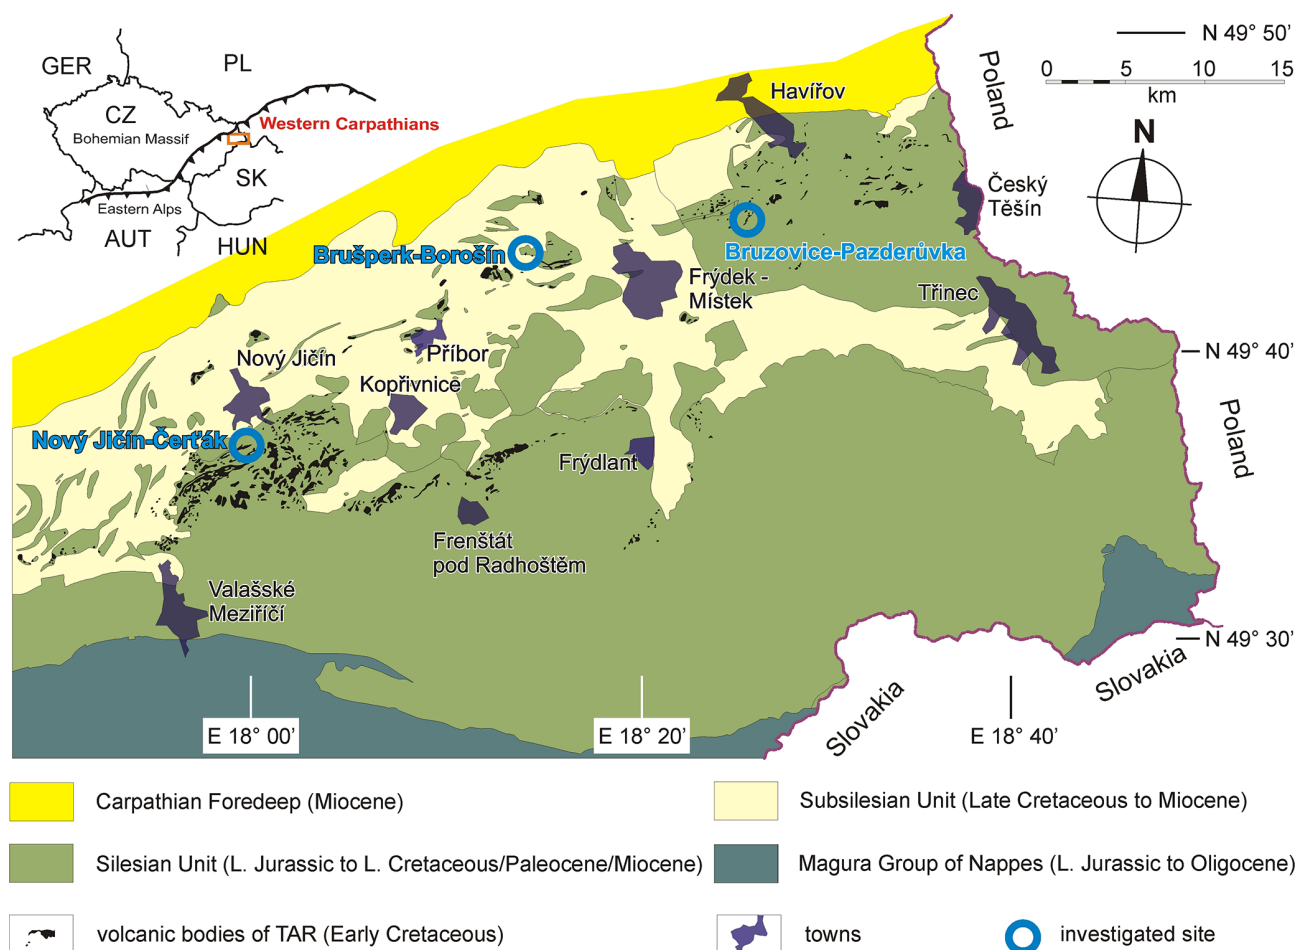 N 49° 50'
GER
PL
CZ
Bohemian Massif
Western Carpathians
SK
Eastern Alps
AUT
HUN
0 5 10 15
km
N
Poland
Havířov
Český
Těšín
Brušperk-Borošín
Bruzovice-Pazderůvka
Frýdek -
Místek
Třinec
Nový Jičín
Příbor
Kopřivnice
N 49° 40'
Poland
Nový Jičín-Čerťák
Frýdlant
Frenštát
pod Radhoštěm
Valašské
Meziříčí
N 49° 30'
Slovakia
Slovakia
E 18° 00'
E 18° 20'
E 18° 40'
Carpathian Foredeep (Miocene)
Subsilesian Unit (Late Cretaceous to Miocene)
Silesian Unit (L. Jurassic to L. Cretaceous/Paleocene/Miocene)
Magura Group of Nappes (L. Jurassic to Oligocene)
volcanic bodies of TAR (Early Cretaceous)
towns
investigated site